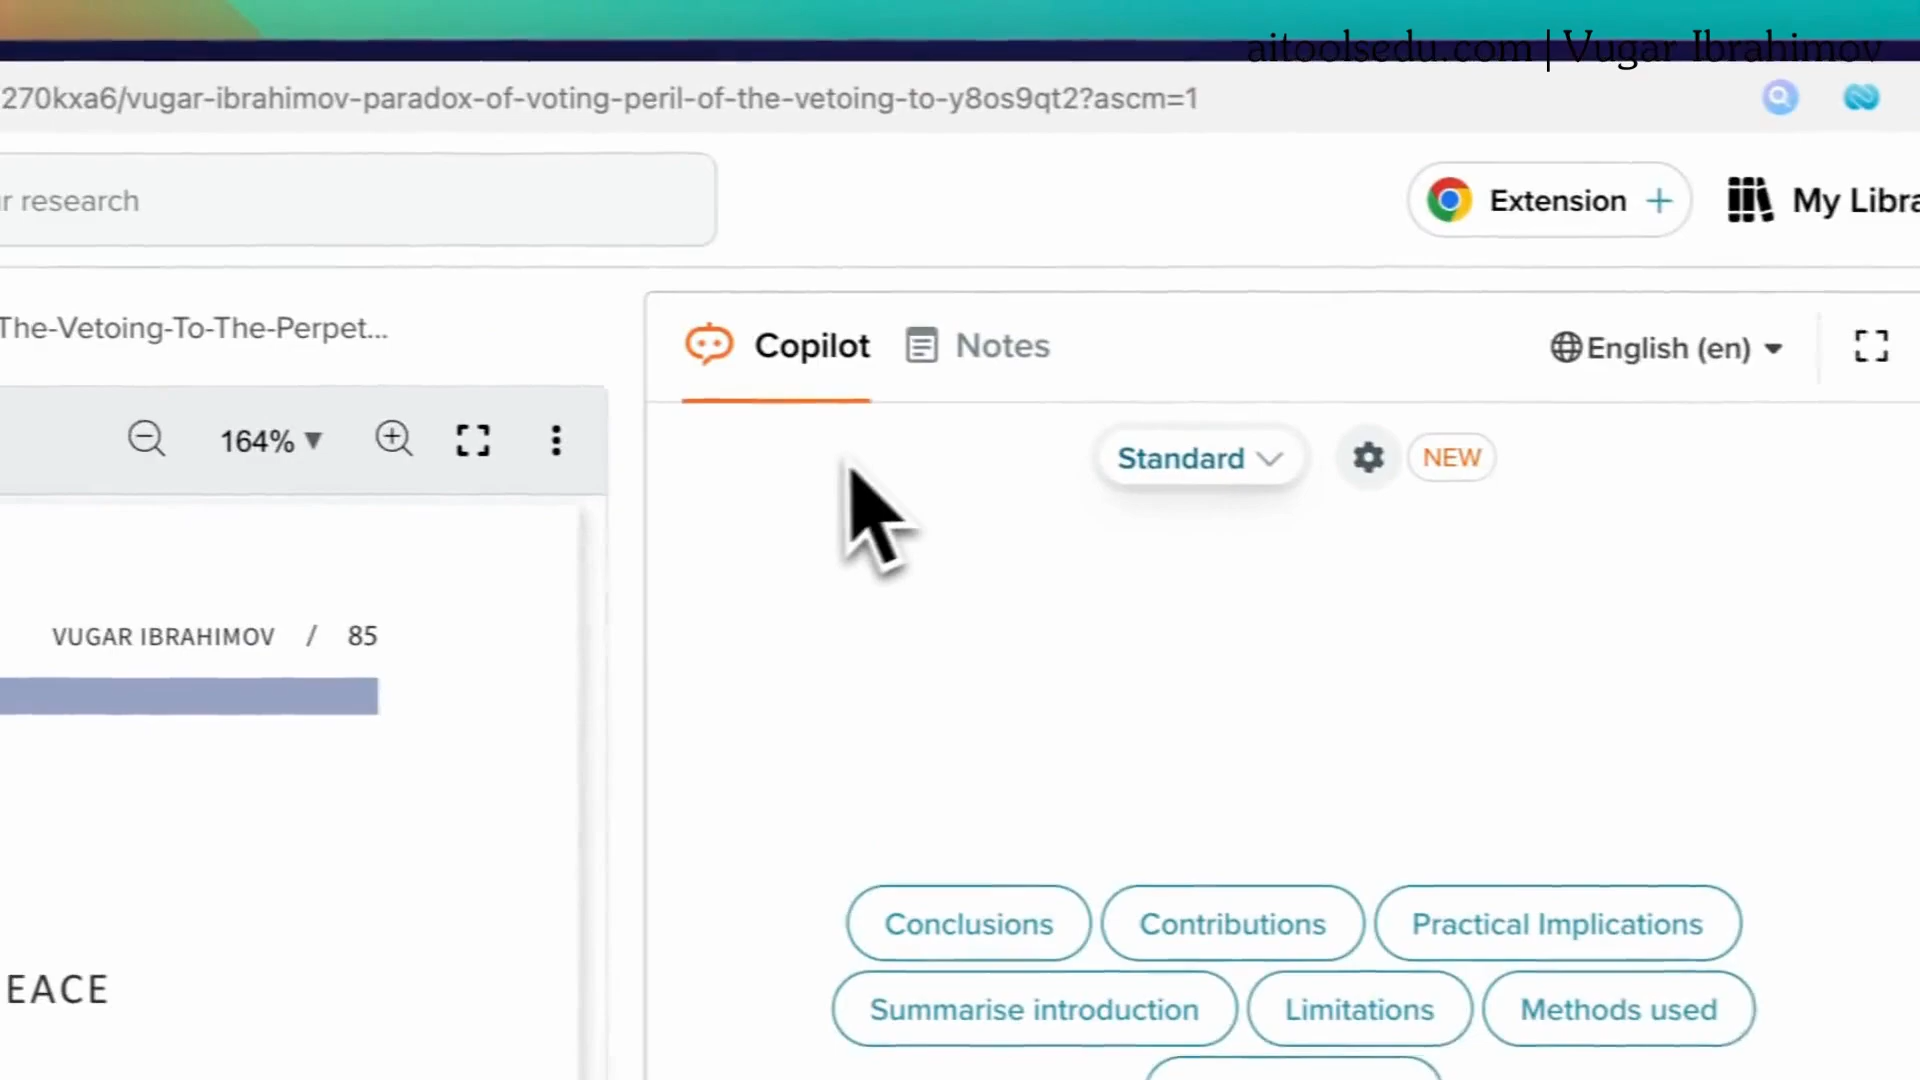 aitoolsedu.com | Vugar Ibrahimov
270kxa6/vugar-ibrahimov-paradox-of-voting-peril-of-the-vetoing-to-y8os9qt2?ascm=1
r research
Extension +
My Libra
The-Vetoing-To-The-Perpet...
Copilot
Notes
English (en)
164%
Standard
NEW
VUGAR IBRAHIMOV / 85
EACE
Conclusions
Contributions
Practical Implications
Summarise introduction
Limitations
Methods used